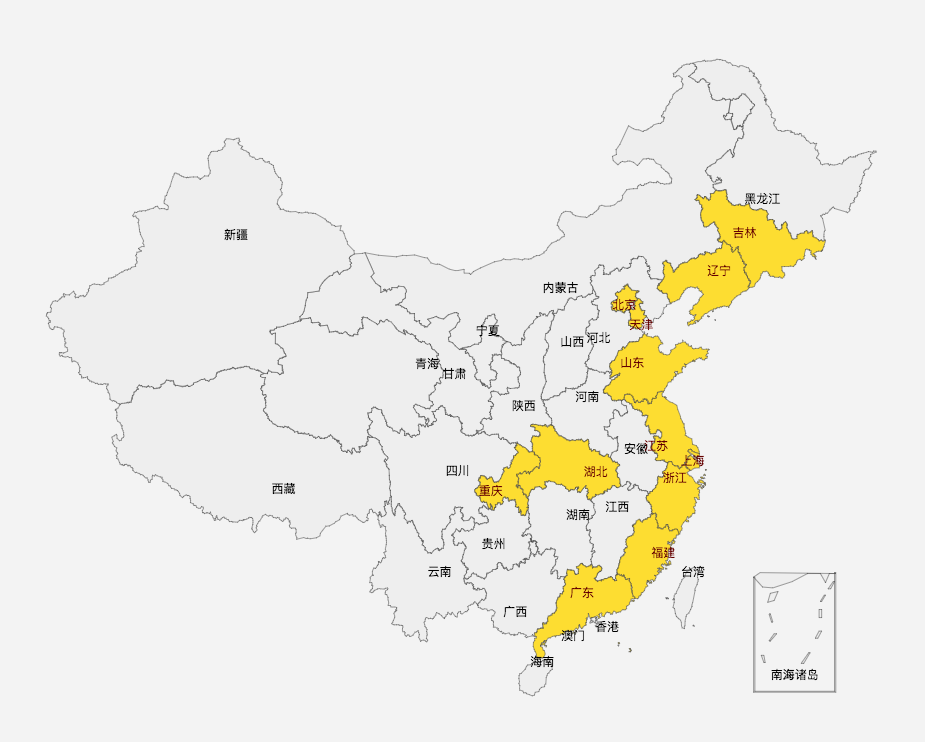 黑龙江
新疆
吉林
辽宁
内蒙古
北京
天津
宁夏
山西
河北
青海
甘肃
山东
陕西
河南
四川
安徽
江苏
上海
西藏
重庆
湖北
浙江
湖南
江西
贵州
福建
云南
台湾
广西
广东
香港
澳门
海南
南海诸岛